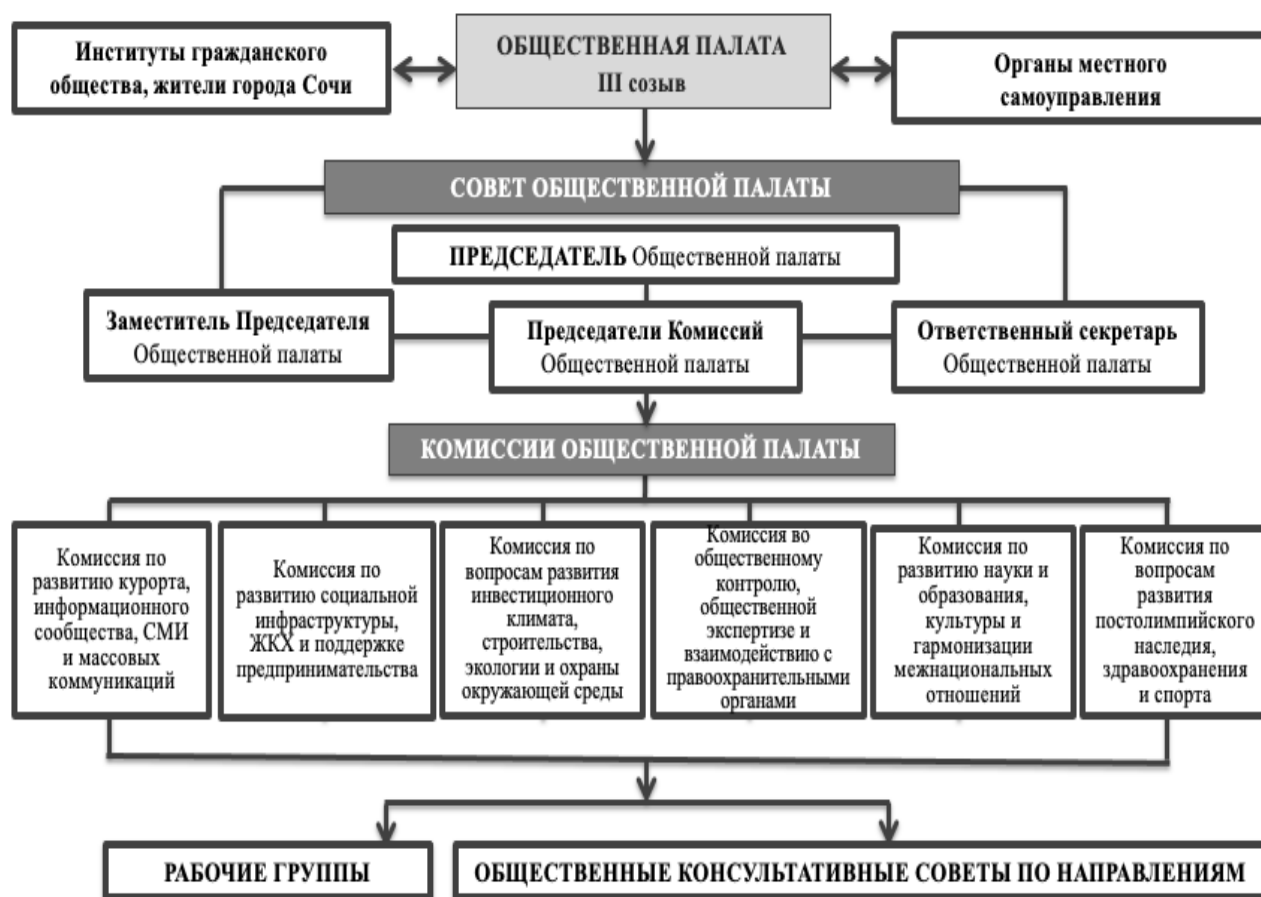 Институты гражданского
общества, жители города Сочи
ОБЩЕСТВЕННАЯ ПАЛАТА
III созыв
Органы местного
самоуправления
СОВЕТ ОБЩЕСТВЕННОЙ ПАЛАТЫ
ПРЕДСЕДАТЕЛЬ Общественной палаты
Заместитель Председателя
Общественной палаты
Председатели Комиссий
Общественной палаты
Ответственный секретарь
Общественной палаты
КОМИССИИ ОБЩЕСТВЕННОЙ ПАЛАТЫ
Комиссия по
развитию курорта,
информационного
сообщества, СМИ
и массовых
коммуникаций
Комиссия по
развитию социальной
инфраструктуры,
ЖКХ и поддержке
предпринимательства
Комиссия по
вопросам развития
инвестиционного
климата,
строительства,
экологии и охраны
окружающей среды
Комиссия во
общественному
контролю,
общественной
экспертизе и
взаимодействию с
правоохранительными
органами
Комиссия по
развитию науки и
образования,
культуры и
гармонизации
межнациональных
отношений
Комиссия по
вопросам
развития
постолимпийского
наследия,
здравоохранения
и спорта
РАБОЧИЕ ГРУППЫ
ОБЩЕСТВЕННЫЕ КОНСУЛЬТАТИВНЫЕ СОВЕТЫ ПО НАПРАВЛЕНИЯМ